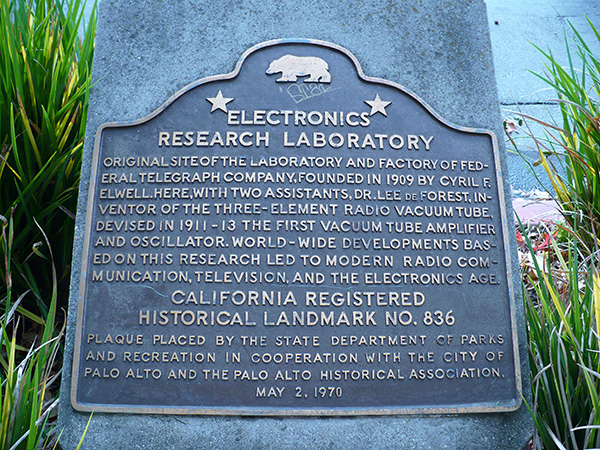 ELECTRONICS
RESEARCH LABORATORY
ORIGINAL SITE OF THE LABORATORY AND FACTORY OF FED-
ERAL TELEGRAPH COMPANY, FOUNDED IN 1909 BY CYRIL F.
ELWELL. HERE, WITH TWO ASSISTANTS, DR. LEE DE FOREST, IN-
VENTOR OF THE THREE-ELEMENT RADIO VACUUM TUBE,
DEVISED IN 1911-13 THE FIRST VACUUM TUBE AMPLIFIER
AND OSCILLATOR. WORLD-WIDE DEVELOPMENTS BAS-
ED ON THIS RESEARCH LED TO MODERN RADIO COM-
MUNICATION, TELEVISION, AND THE ELECTRONICS AGE.
CALIFORNIA REGISTERED
HISTORICAL LANDMARK NO. 836
PLAQUE PLACED BY THE STATE DEPARTMENT OF PARKS
AND RECREATION IN COOPERATION WITH THE CITY OF
PALO ALTO AND THE PALO ALTO HISTORICAL ASSOCIATION,
MAY 2, 1970